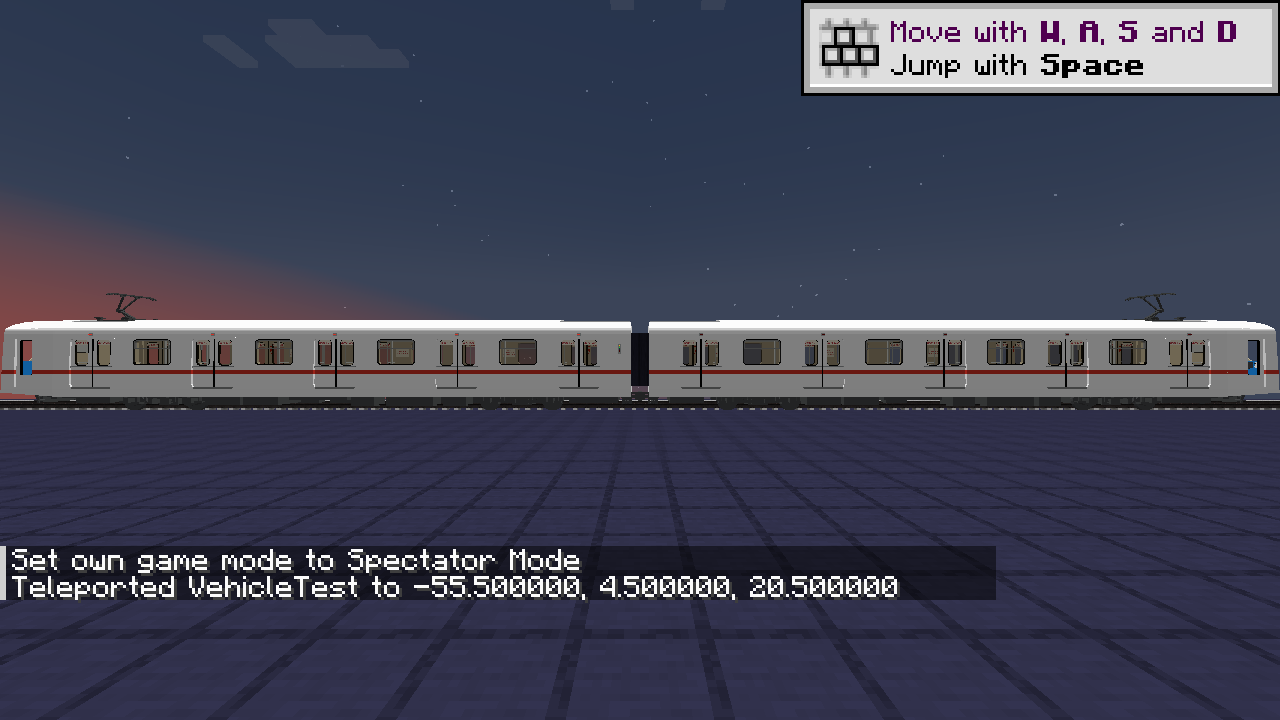 Move with W, A, S and D
Jump with Space
Set own game mode to Spectator Mode
Teleported VehicleTest to -55.500000, 4.500000, 20.500000